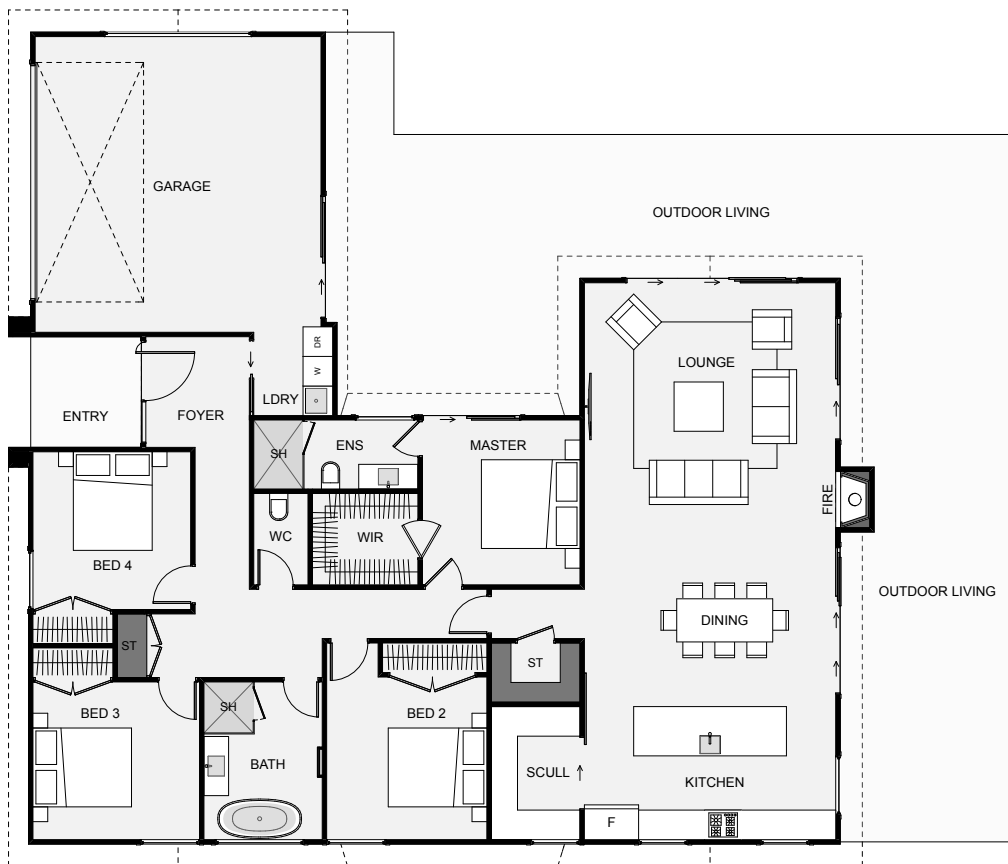 GARAGE
OUTDOOR LIVING
DR
W
LDRY
ENTRY
FOYER
LOUNGE
SH
ENS
MASTER
FIRE
WC
WIR
BED 4
OUTDOOR LIVING
DINING
ST
ST
BED 3
SH
BED 2
BATH
SCULL
KITCHEN
F